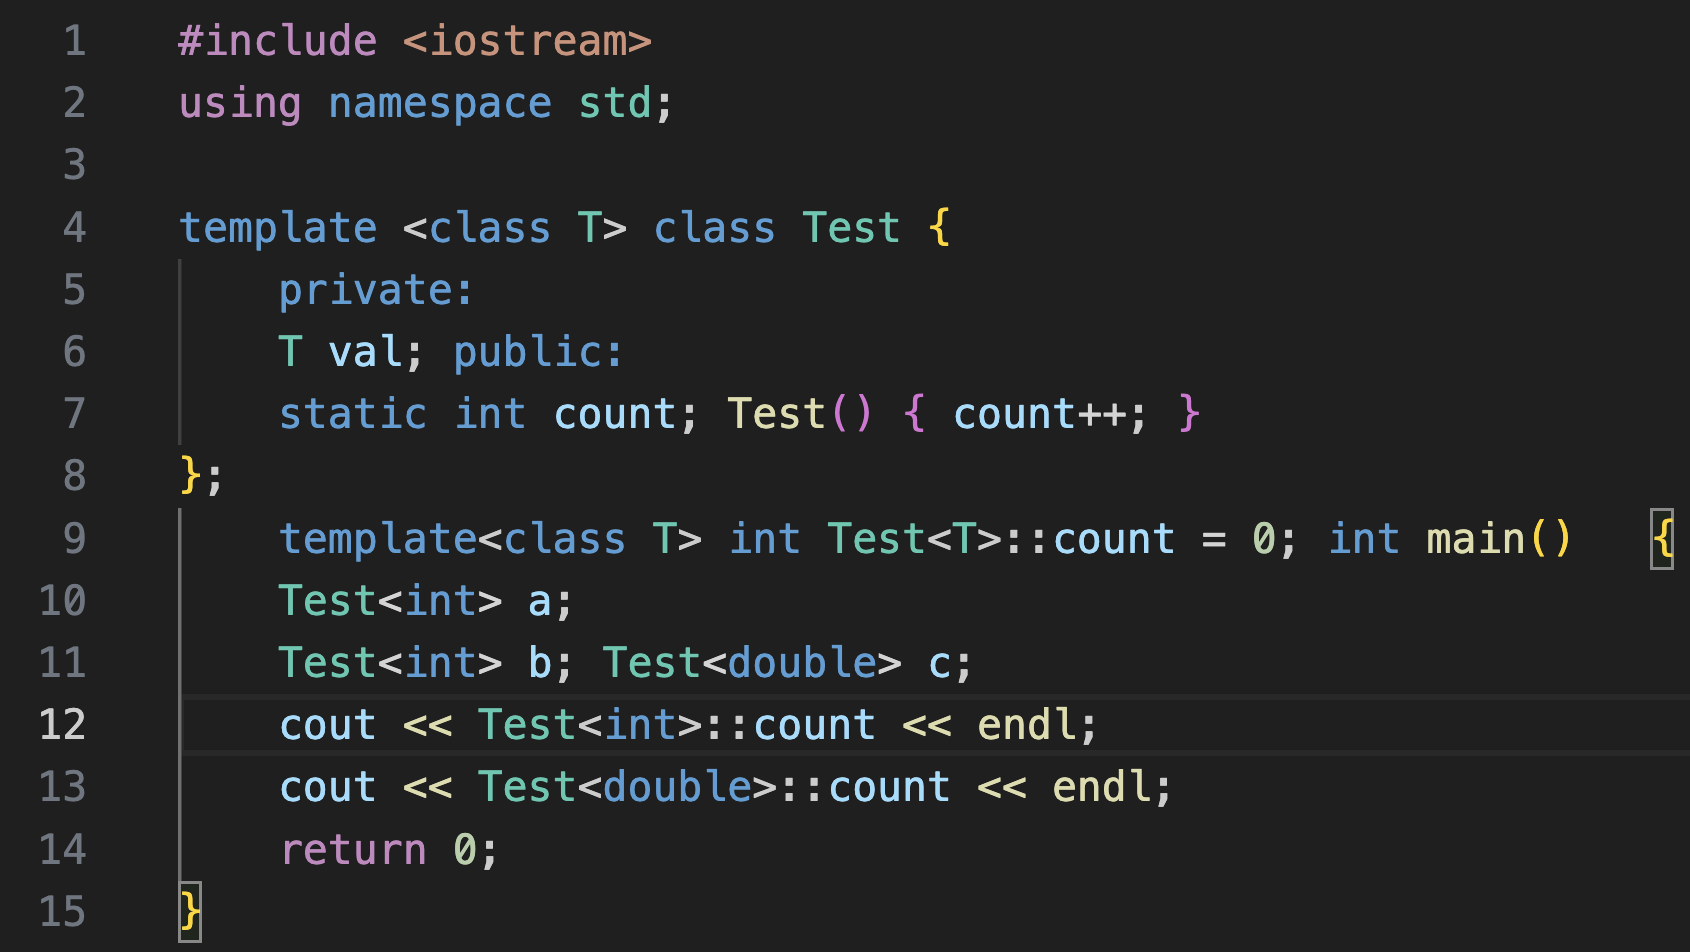 1 #include <iostream>
2 using namespace std;
3
4 template <class T> class Test {
5 private:
6 T val; public:
7 static int count; Test() { count++; }
8 };
9 template<class T> int Test<T>::count = 0; int main() {
10 Test<int> a;
11 Test<int> b; Test<double> c;
12 cout << Test<int>::count << endl;
13 cout << Test<double>::count << endl;
14 return 0;
15 }